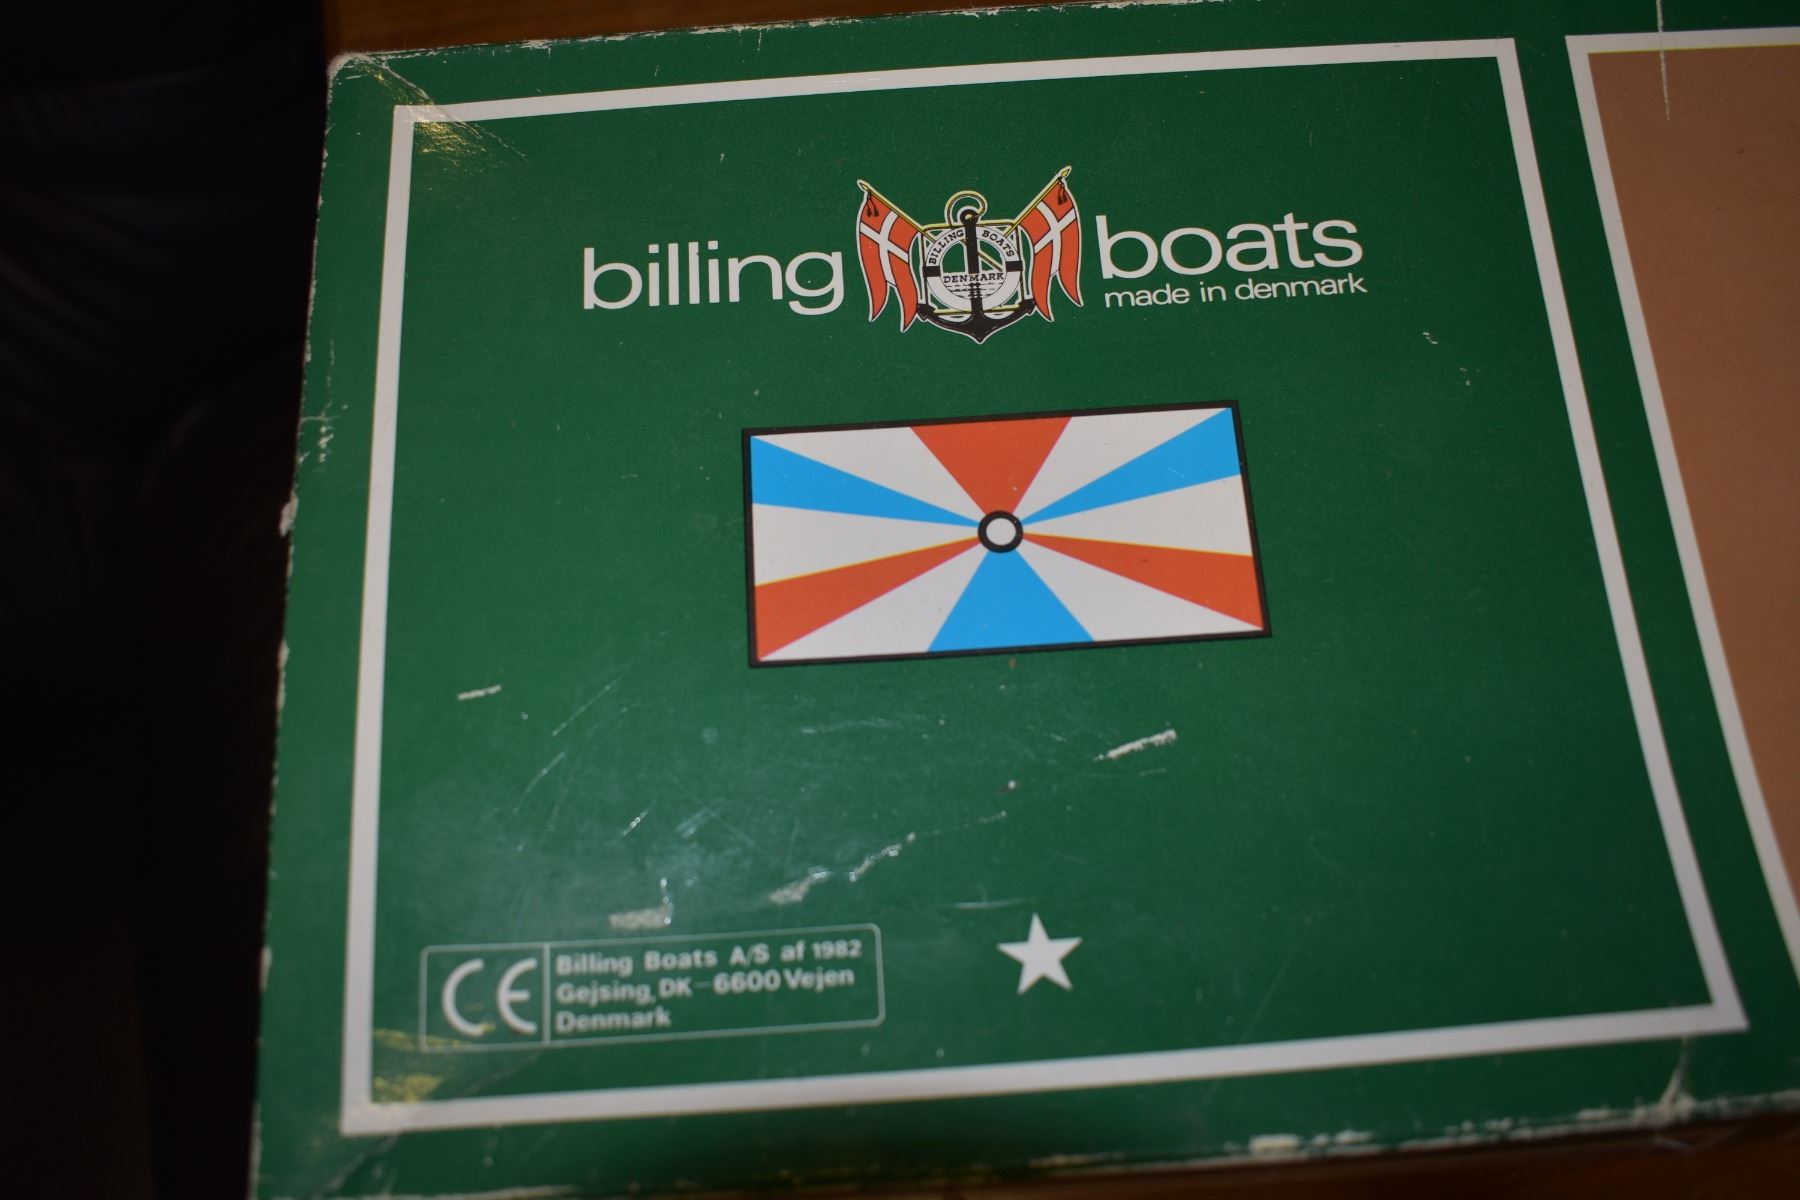 billing boats
made in denmark
BILLING BOATS
DENMARK
CE
Billing Boats A/S af 1982
Gejsing, DK-6600 Vejen
Denmark